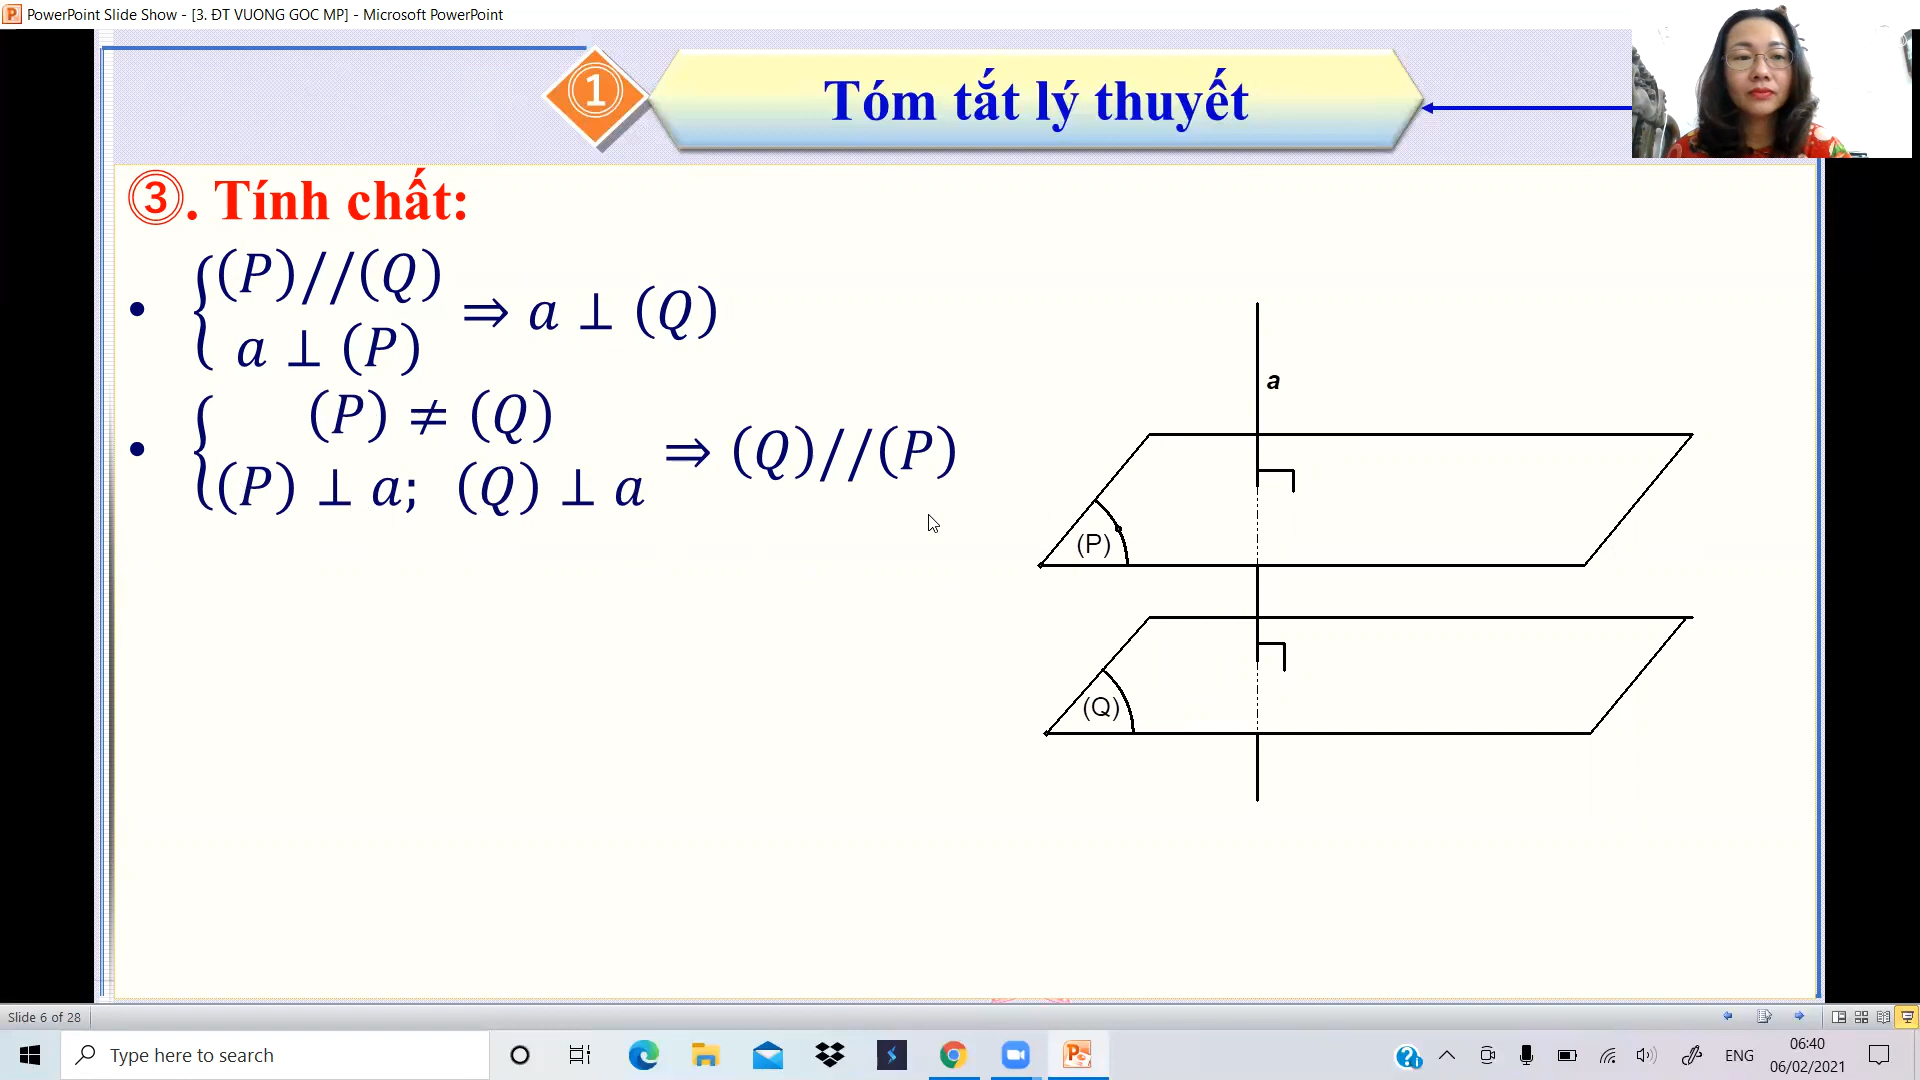 PowerPoint Slide Show - [3. ĐT VUONG GOC MP] - Microsoft PowerPoint
1 Tóm tắt lý thuyết
③. Tính chất:
• {(P)//(Q)
a ⊥ (P) ⇒ a ⊥ (Q)
• {(P) ≠ (Q)
(P) ⊥ a; (Q) ⊥ a ⇒ (Q)//(P)
a
(P)
(Q)
Slide 6 of 28
Type here to search
ENG
06:40
06/02/2021